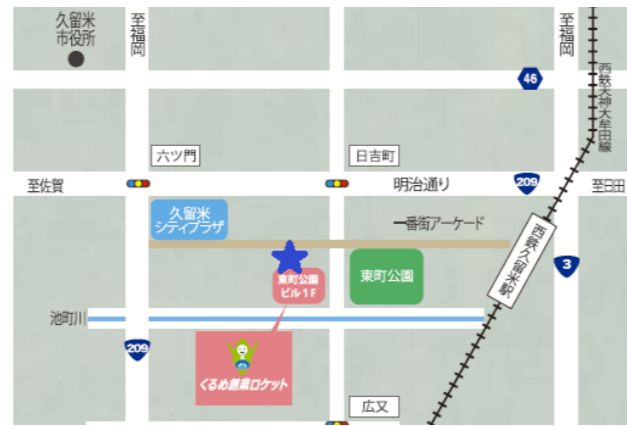 久留米
市役所
至福岡
至福岡
46
西鉄天神大牟田線
六ツ門
日吉町
至佐賀
明治通り
209
至日田
久留米
シティプラザ
一番街アーケード
西鉄久留米駅
3
東町公園
ビル1F
東町公園
池町川
209
くるめ創業ロケット
広又